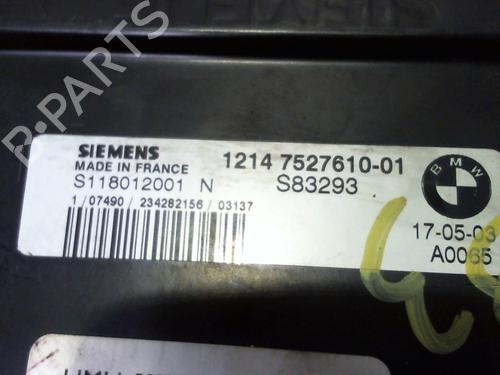 B-PARTS
SIEMENS
MADE IN FRANCE
S118012001 N
1/07490/234282156/03137
1214 7527610-01
S83293
BMW
17-05-03
A0065